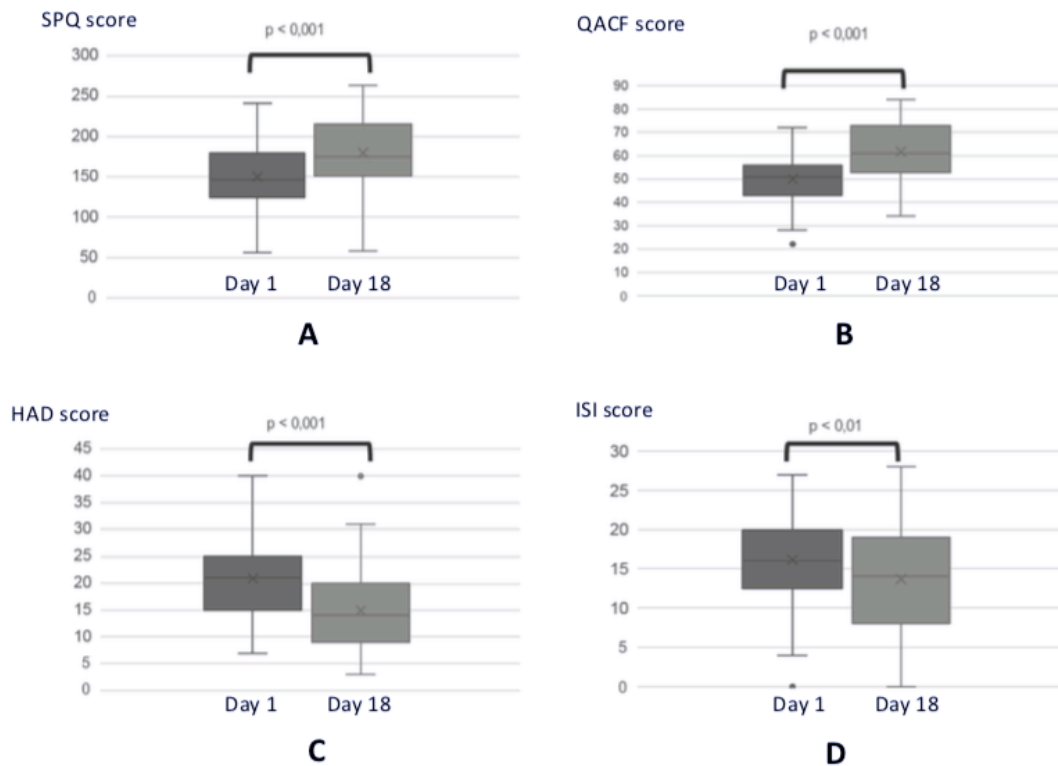 SPQ score
p < 0,001
300
250
200
150
100
50
0
Day 1 Day 18
A
QACF score
p < 0,001
90
80
70
60
50
40
30
20
10
0
Day 1 Day 18
B
HAD score
p < 0,001
45
40
35
30
25
20
15
10
5
0
Day 1 Day 18
C
ISI score
p < 0,01
30
25
20
15
10
5
0
Day 1 Day 18
D